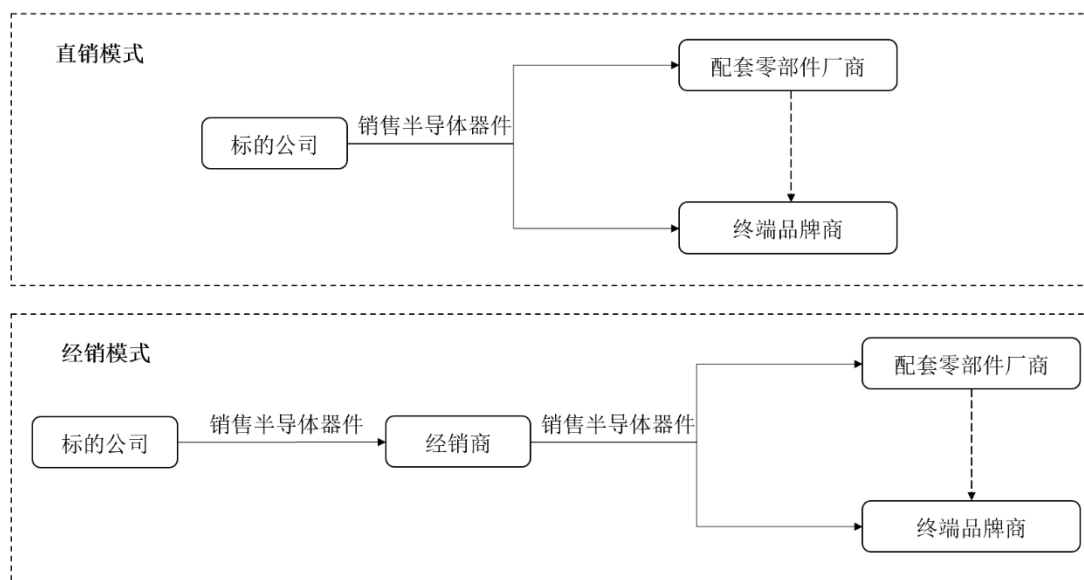 直销模式
配套零部件厂商
销售半导体器件
标的公司
终端品牌商
经销模式
配套零部件厂商
销售半导体器件
销售半导体器件
标的公司
经销商
终端品牌商